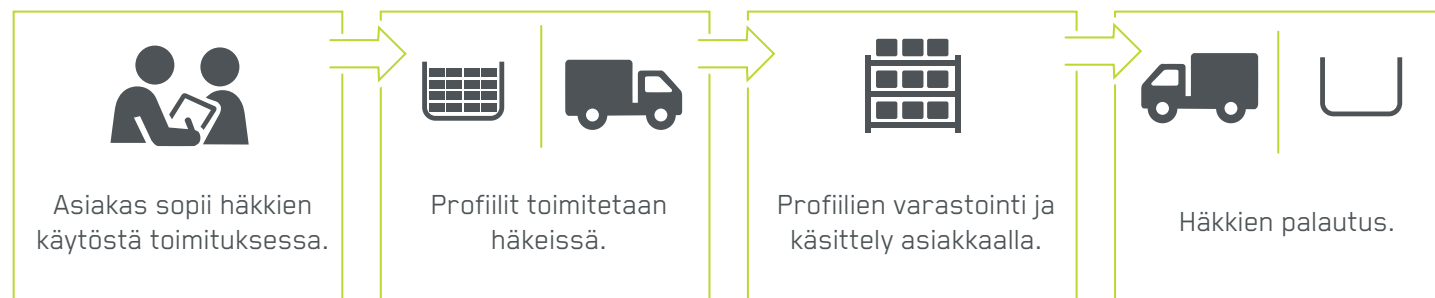 Asiakas sopii häkkien
käytöstä toimituksessa.
Profiilit toimitetaan
häkeissä.
Profiilien varastointi ja
käsittely asiakkaalla.
Häkkien palautus.